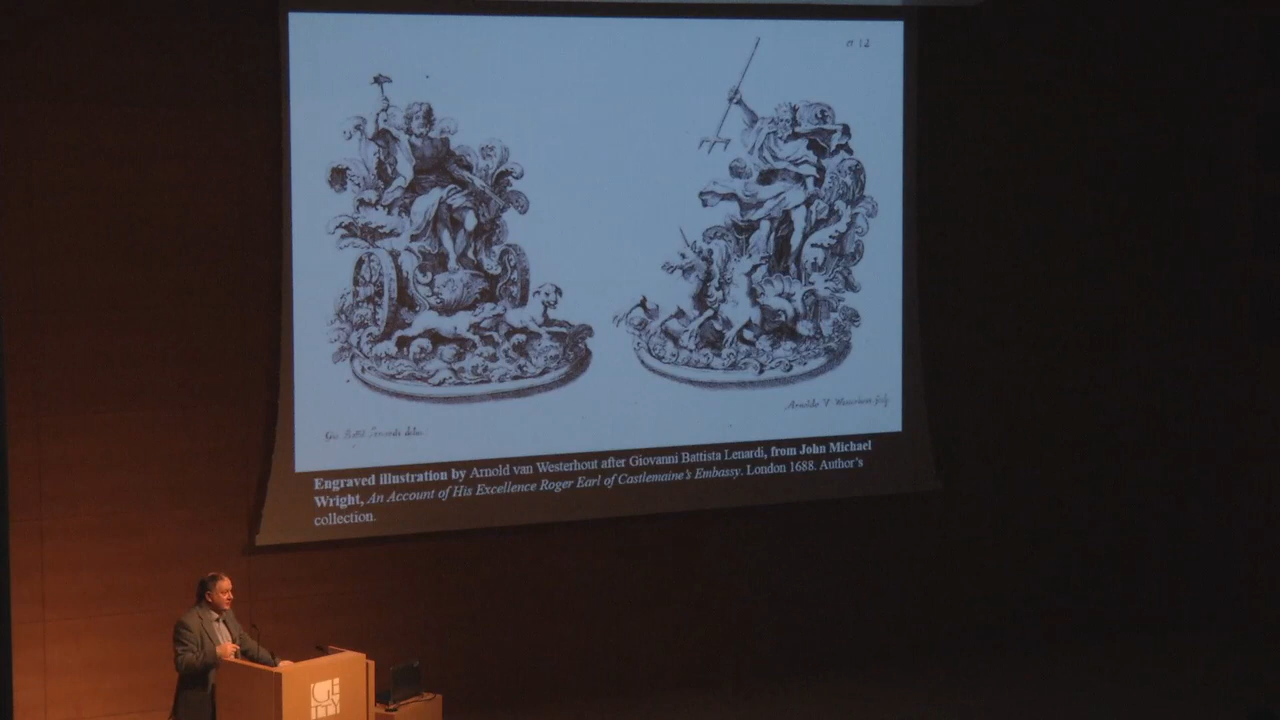 Engraved illustration by Arnold van Westerhout after Giovanni Battista Lenardi, from John Michael
Wright, An Account of His Excellence Roger Earl of Castlemaine's Embassy. London 1688. Author's
collection.
GETTY